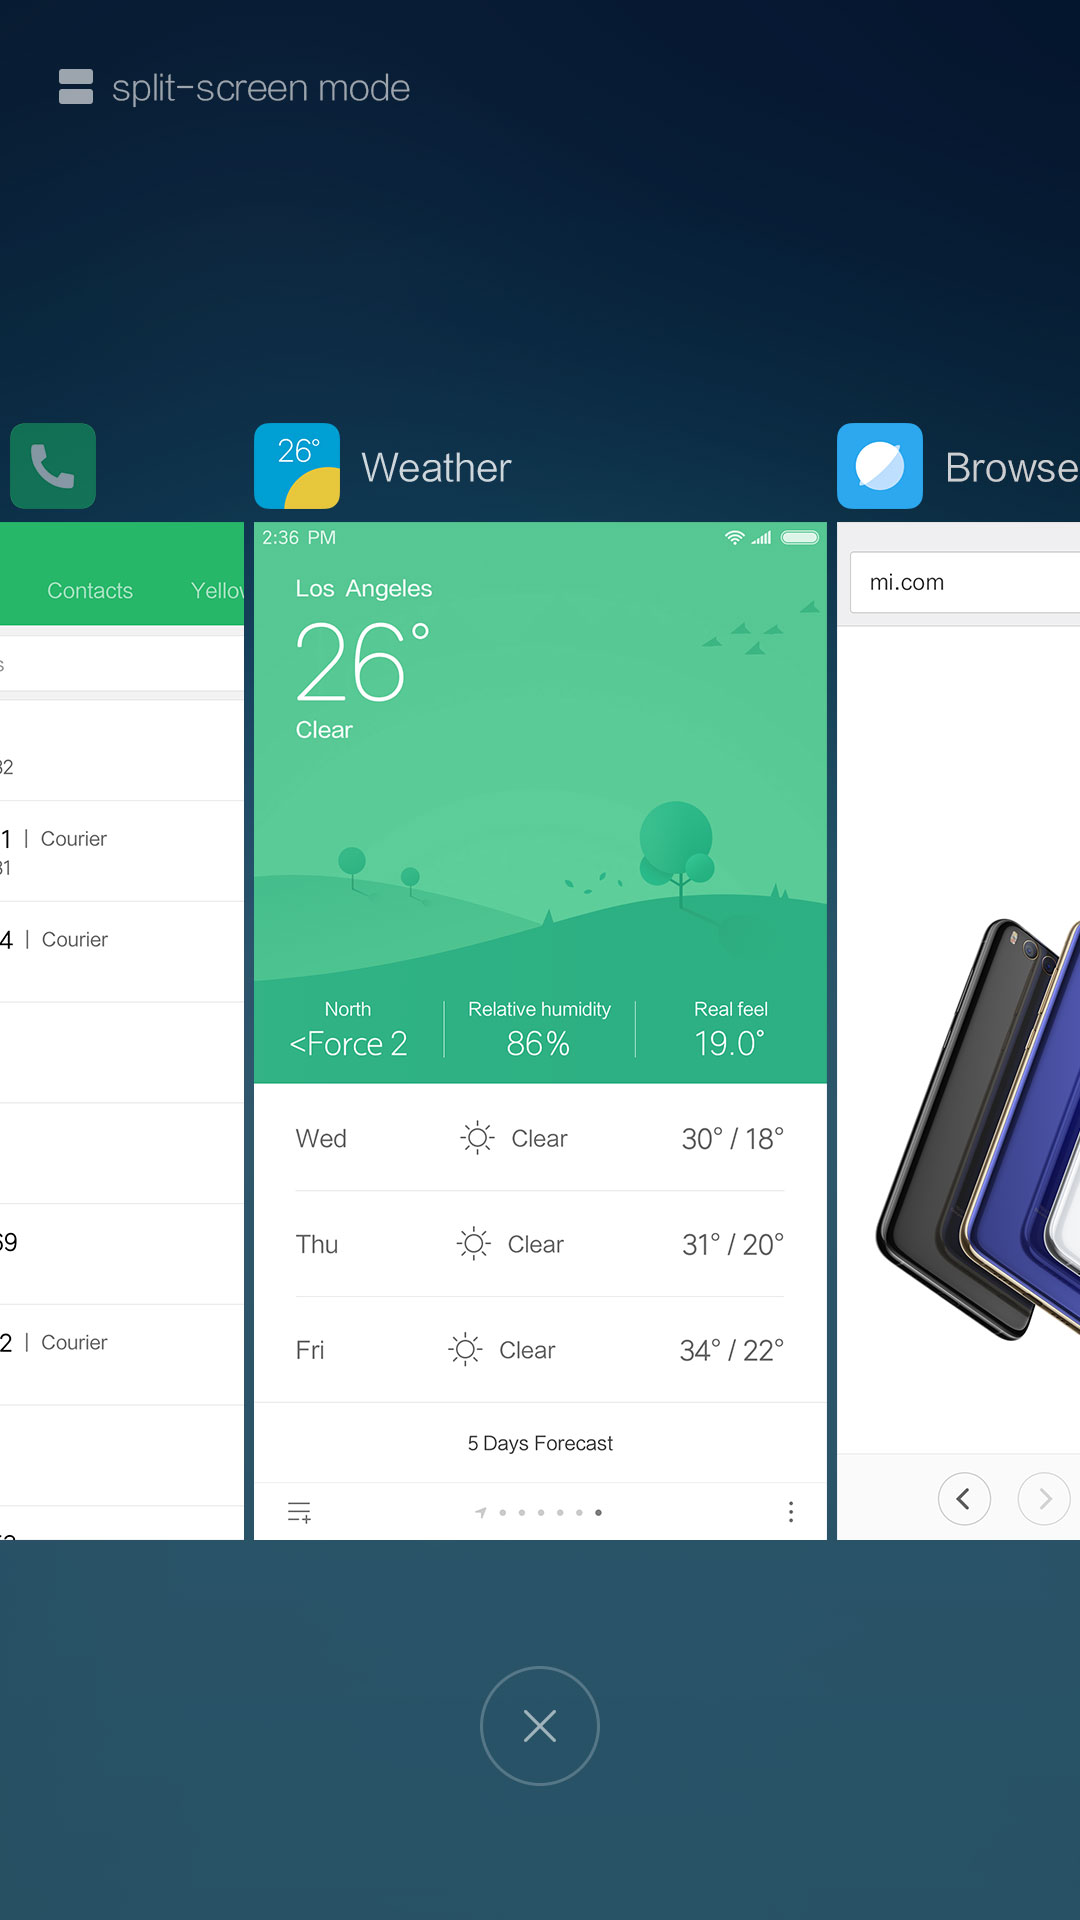 split-screen mode
26°
Weather
Browse
Contacts
32
1 | Courier
31
4 | Courier
69
2 | Courier
2:36 PM
Los Angeles
26°
Clear
North
<Force 2
Relative humidity
86%
Real feel
19.0°
Wed Clear 30° / 18°
Thu Clear 31° / 20°
Fri Clear 34° / 22°
5 Days Forecast
mi.com